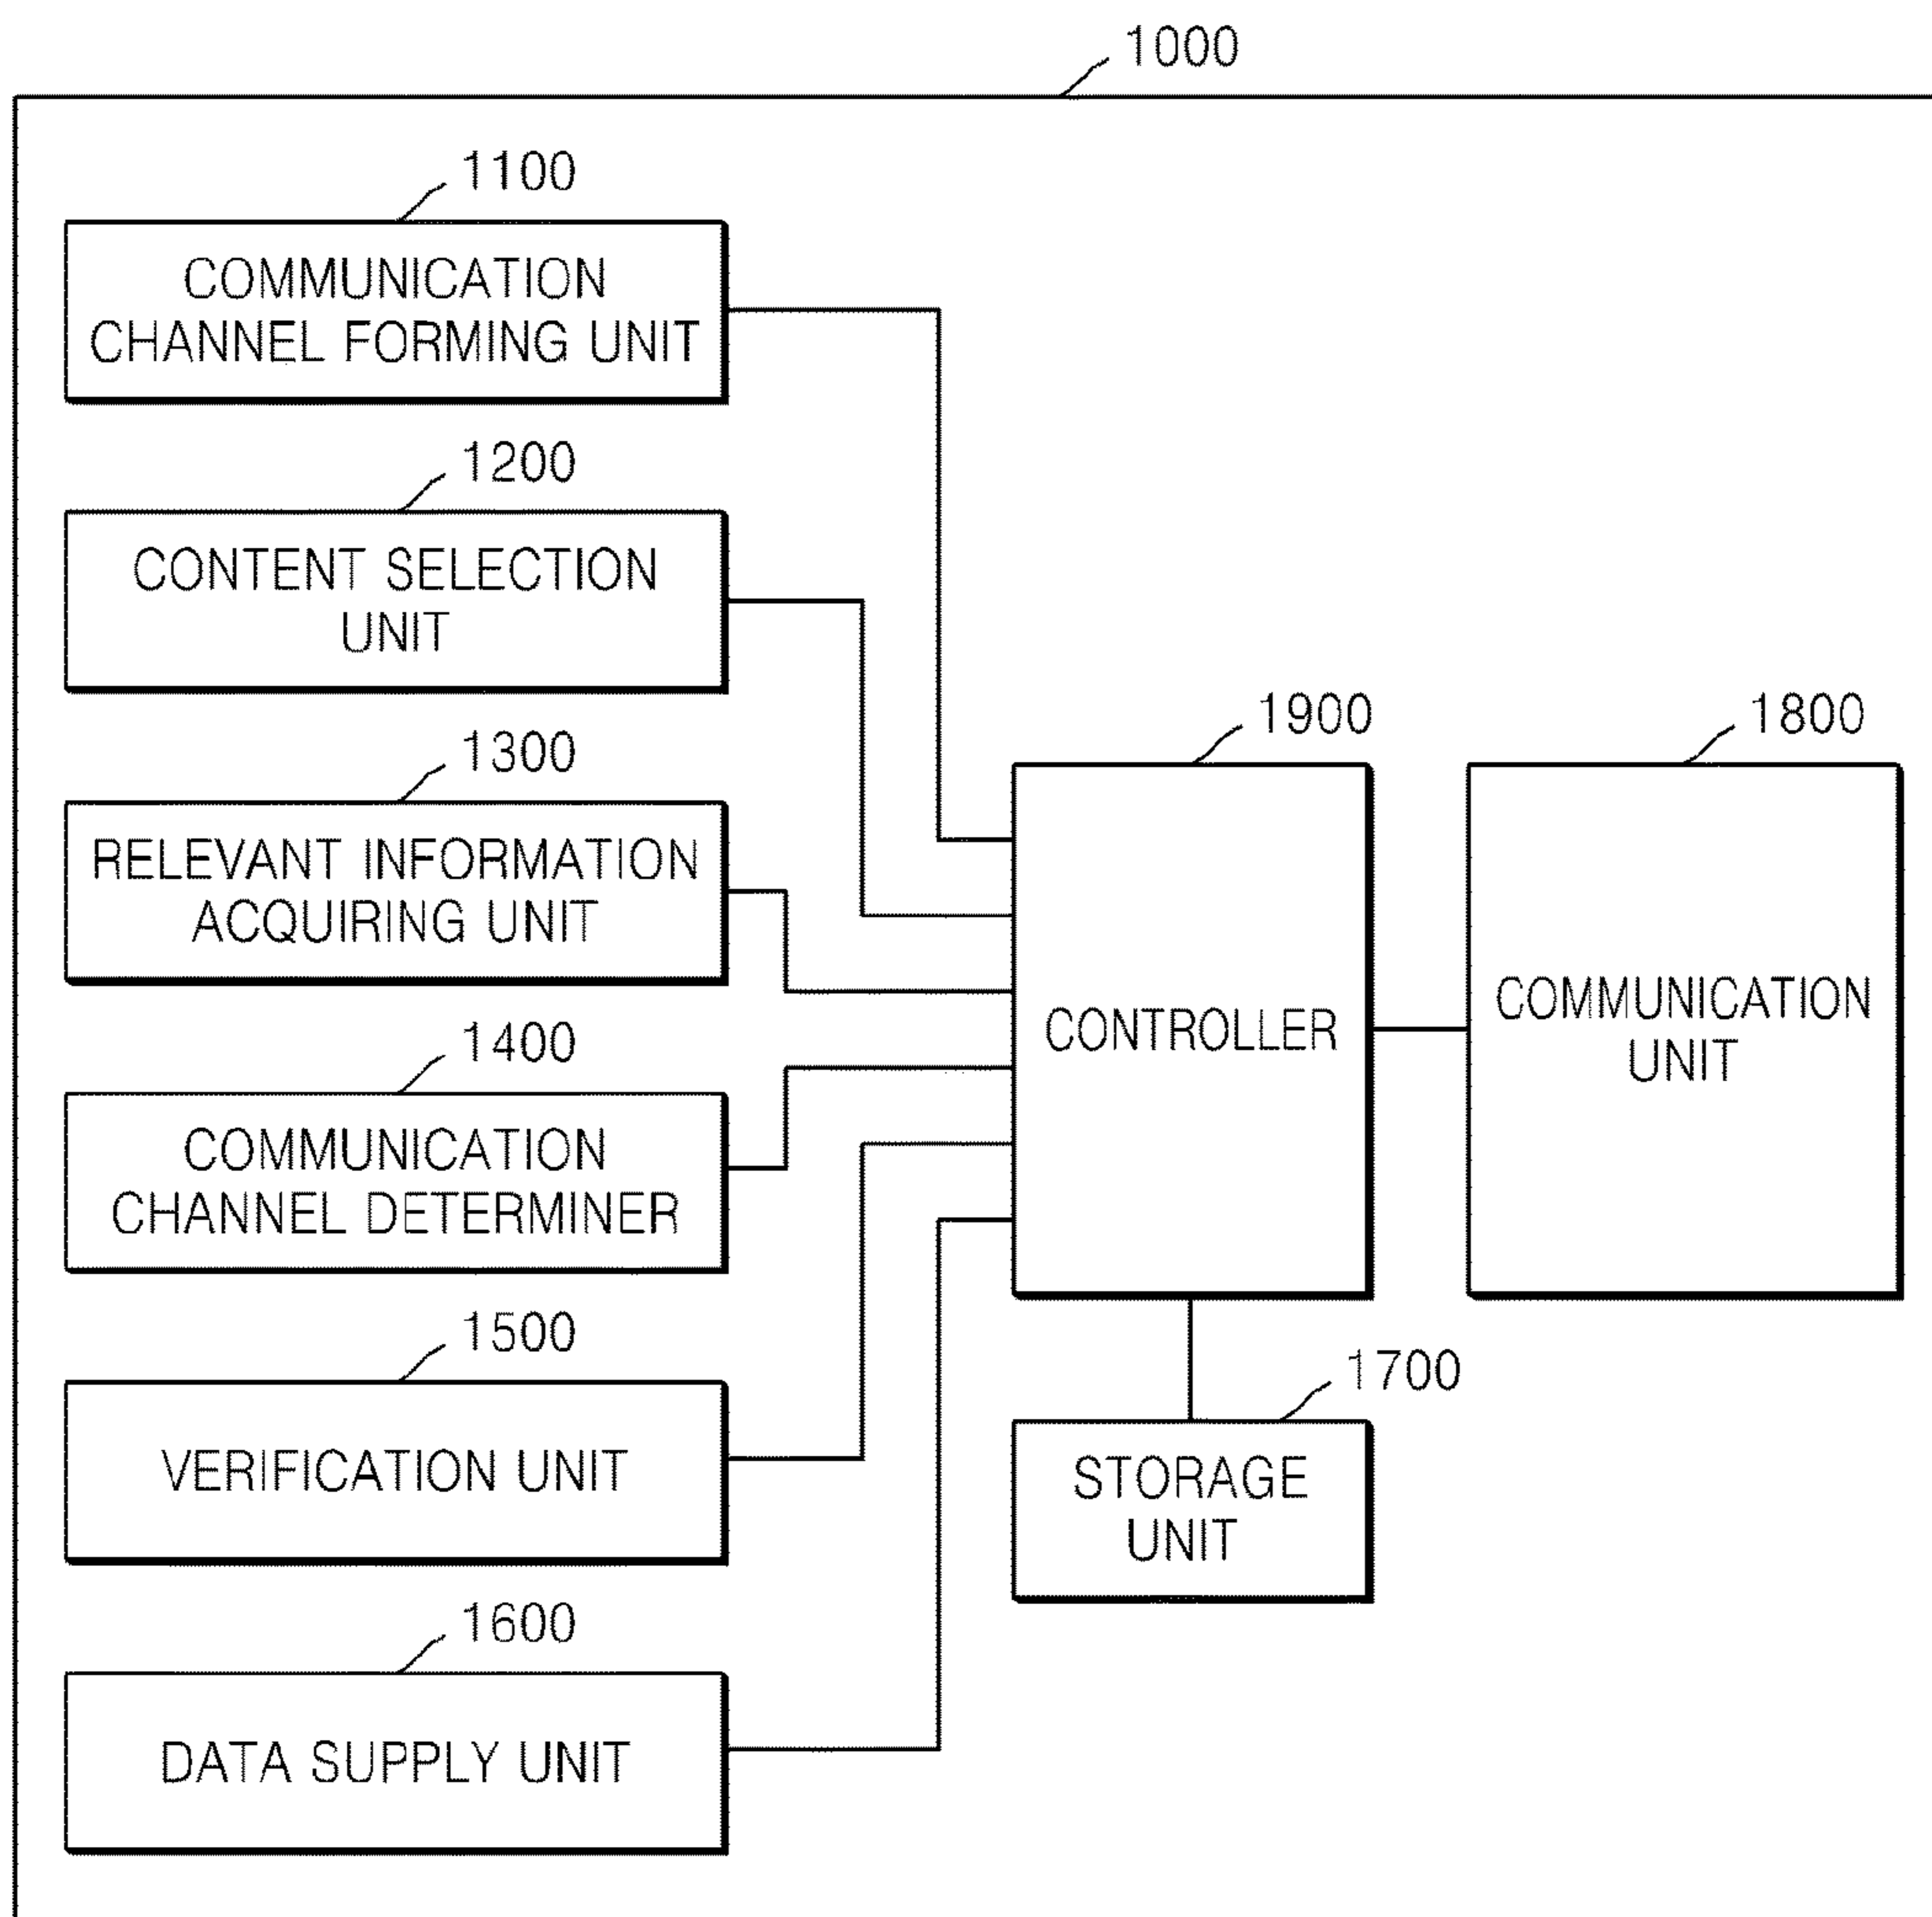 1000
1100
COMMUNICATION
CHANNEL FORMING UNIT
1200
CONTENT SELECTION
UNIT
1300
RELEVANT INFORMATION
ACQUIRING UNIT
1400
COMMUNICATION
CHANNEL DETERMINER
1500
VERIFICATION UNIT
1600
DATA SUPPLY UNIT
1900
CONTROLLER
1800
COMMUNICATION
UNIT
1700
STORAGE
UNIT